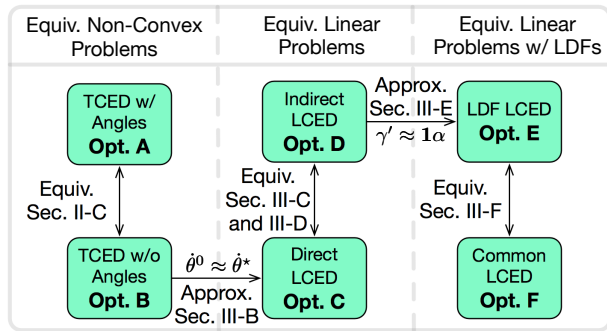 Equiv. Non-Convex
Problems
Equiv. Linear
Problems
Equiv. Linear
Problems w/ LDFs
TCED w/
Angles
Opt. A
Indirect
LCED
Opt. D
Approx.
Sec. III-E
γ′ ≈ 1α
LDF LCED
Opt. E
Equiv.
Sec. II-C
Equiv.
Sec. III-C
and III-D
Equiv.
Sec. III-F
TCED w/o
Angles
Opt. B
θ̇⁰ ≈ θ̇*
Approx.
Sec. III-B
Direct
LCED
Opt. C
Common
LCED
Opt. F